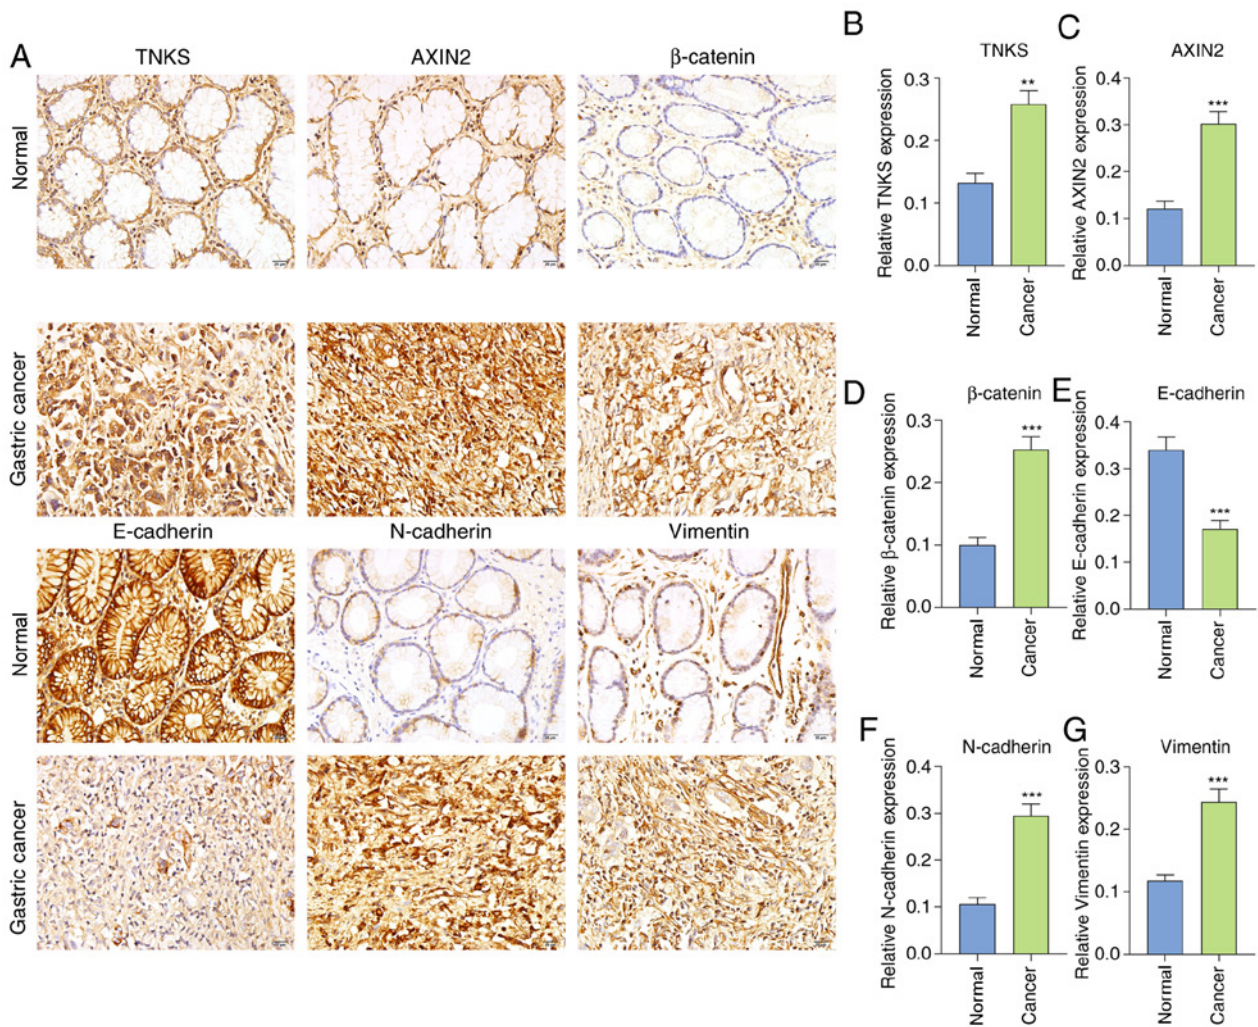 A
TNKS
AXIN2
β-catenin
Normal
Gastric cancer
E-cadherin
N-cadherin
Vimentin
Normal
Gastric cancer
B
TNKS
Relative TNKS expression
0.3
0.2
0.1
0.0
**
Normal
Cancer
C
AXIN2
Relative AXIN2 expression
0.4
0.3
0.2
0.1
0.0
***
Normal
Cancer
D
β-catenin
Relative β-catenin expression
0.3
0.2
0.1
0.0
***
Normal
Cancer
E
E-cadherin
Relative E-cadherin expression
0.4
0.3
0.2
0.1
0.0
***
Normal
Cancer
F
N-cadherin
Relative N-cadherin expression
0.4
0.3
0.2
0.1
0.0
***
Normal
Cancer
G
Vimentin
Relative Vimentin expression
0.3
0.2
0.1
0.0
***
Normal
Cancer